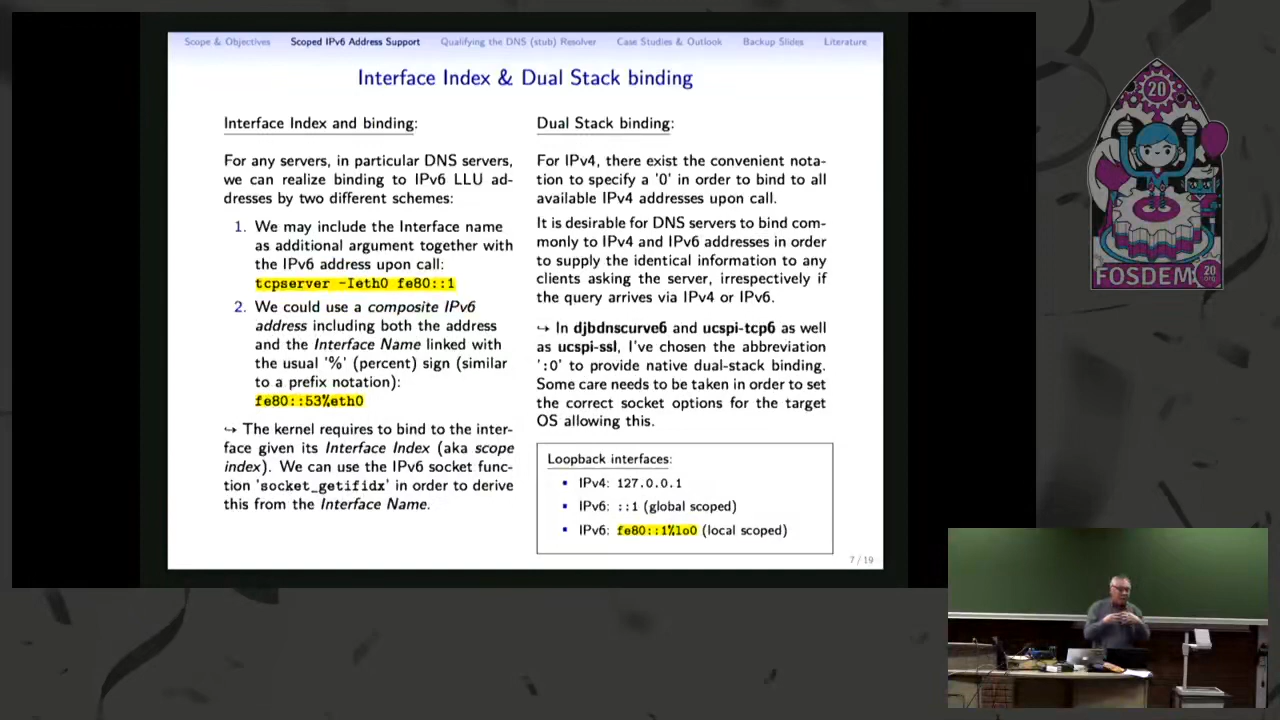 Scope & Objectives Scoped IPv6 Address Support Qualifying the DNS (stub) Resolver Case Studies & Outlook Backup Slides Literature
Interface Index & Dual Stack binding
Interface Index and binding:
For any servers, in particular DNS servers,
we can realize binding to IPv6 LLU ad-
dresses by two different schemes:
1. We may include the Interface name
as additional argument together with
the IPv6 address upon call:
tcpserver -Ieth0 fe80::1
2. We could use a composite IPv6
address including both the address
and the Interface Name linked with
the usual '%' (percent) sign (similar
to a prefix notation):
fe80::53%eth0
↪ The kernel requires to bind to the inter-
face given its Interface Index (aka scope
index). We can use the IPv6 socket func-
tion 'socket_getifidx' in order to derive
this from the Interface Name.
Dual Stack binding:
For IPv4, there exist the convenient nota-
tion to specify a '0' in order to bind to all
available IPv4 addresses upon call.
It is desirable for DNS servers to bind com-
monly to IPv4 and IPv6 addresses in order
to supply the identical information to any
clients asking the server, irrespectively if
the query arrives via IPv4 or IPv6.
↪ In djbdnscurve6 and ucspi-tcp6 as well
as ucspi-ssl, I've chosen the abbreviation
':0' to provide native dual-stack binding.
Some care needs to be taken in order to set
the correct socket options for the target
OS allowing this.
Loopback interfaces:
• IPv4: 127.0.0.1
• IPv6: ::1 (global scoped)
• IPv6: fe80::1%lo0 (local scoped)
7 / 19
20
FOSDEM
20
.org